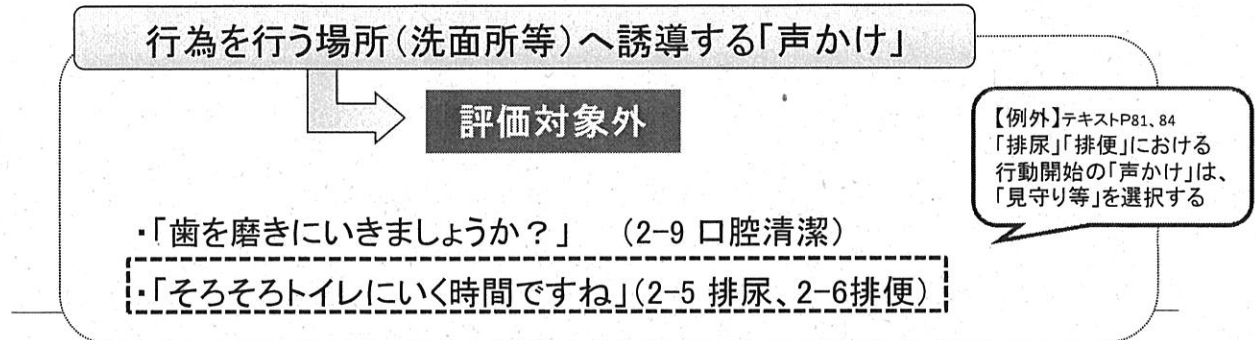 行為を行う場所(洗面所等)へ誘導する「声かけ」
評価対象外
【例外】テキストP81、84
「排尿」「排便」における
行動開始の「声かけ」は、
「見守り等」を選択する
・「歯を磨きにいきましょうか?」 (2-9 口腔清潔)
・「そろそろトイレにいく時間ですね」(2-5 排尿、2-6排便)